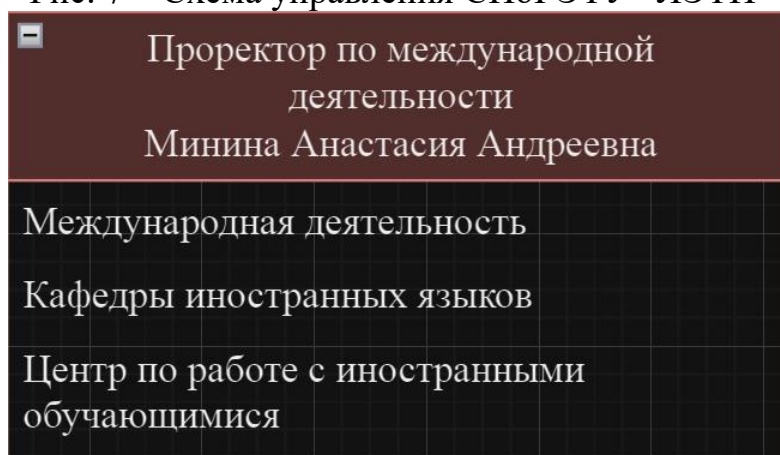 Проректор по международной
деятельности
Минина Анастасия Андреевна
Международная деятельность
Кафедры иностранных языков
Центр по работе с иностранными
обучающимися